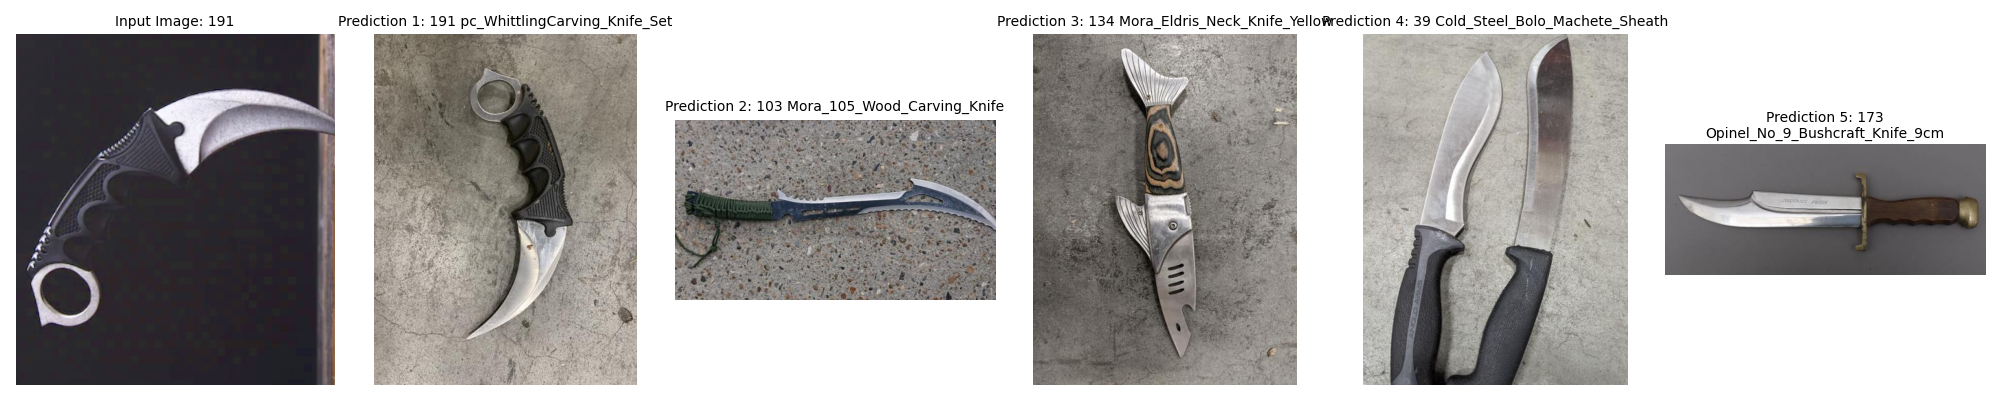 Input Image: 191
Prediction 1: 191 pc_WhittlingCarving_Knife_Set
Prediction 2: 103 Mora_105_Wood_Carving_Knife
Prediction 3: 134 Mora_Eldris_Neck_Knife_Yellow
Prediction 4: 39 Cold_Steel_Bolo_Machete_Sheath
Prediction 5: 173
Opinel_No_9_Bushcraft_Knife_9cm